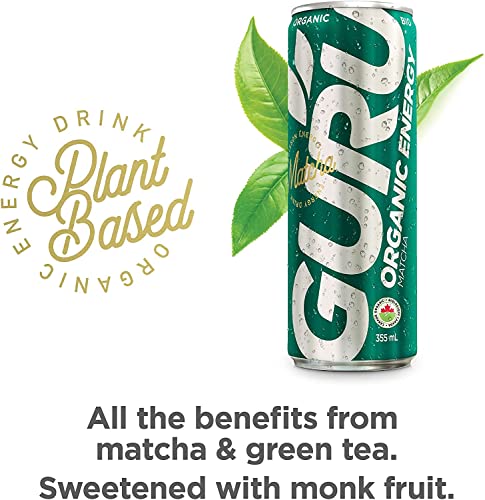 ORGANIC
BIO
GURU
ORGANIC ENERGY
MATCHA
Matcha
355 mL
ORGANIC ENERGY DRINK
Plant
Based
All the benefits from
matcha & green tea.
Sweetened with monk fruit.